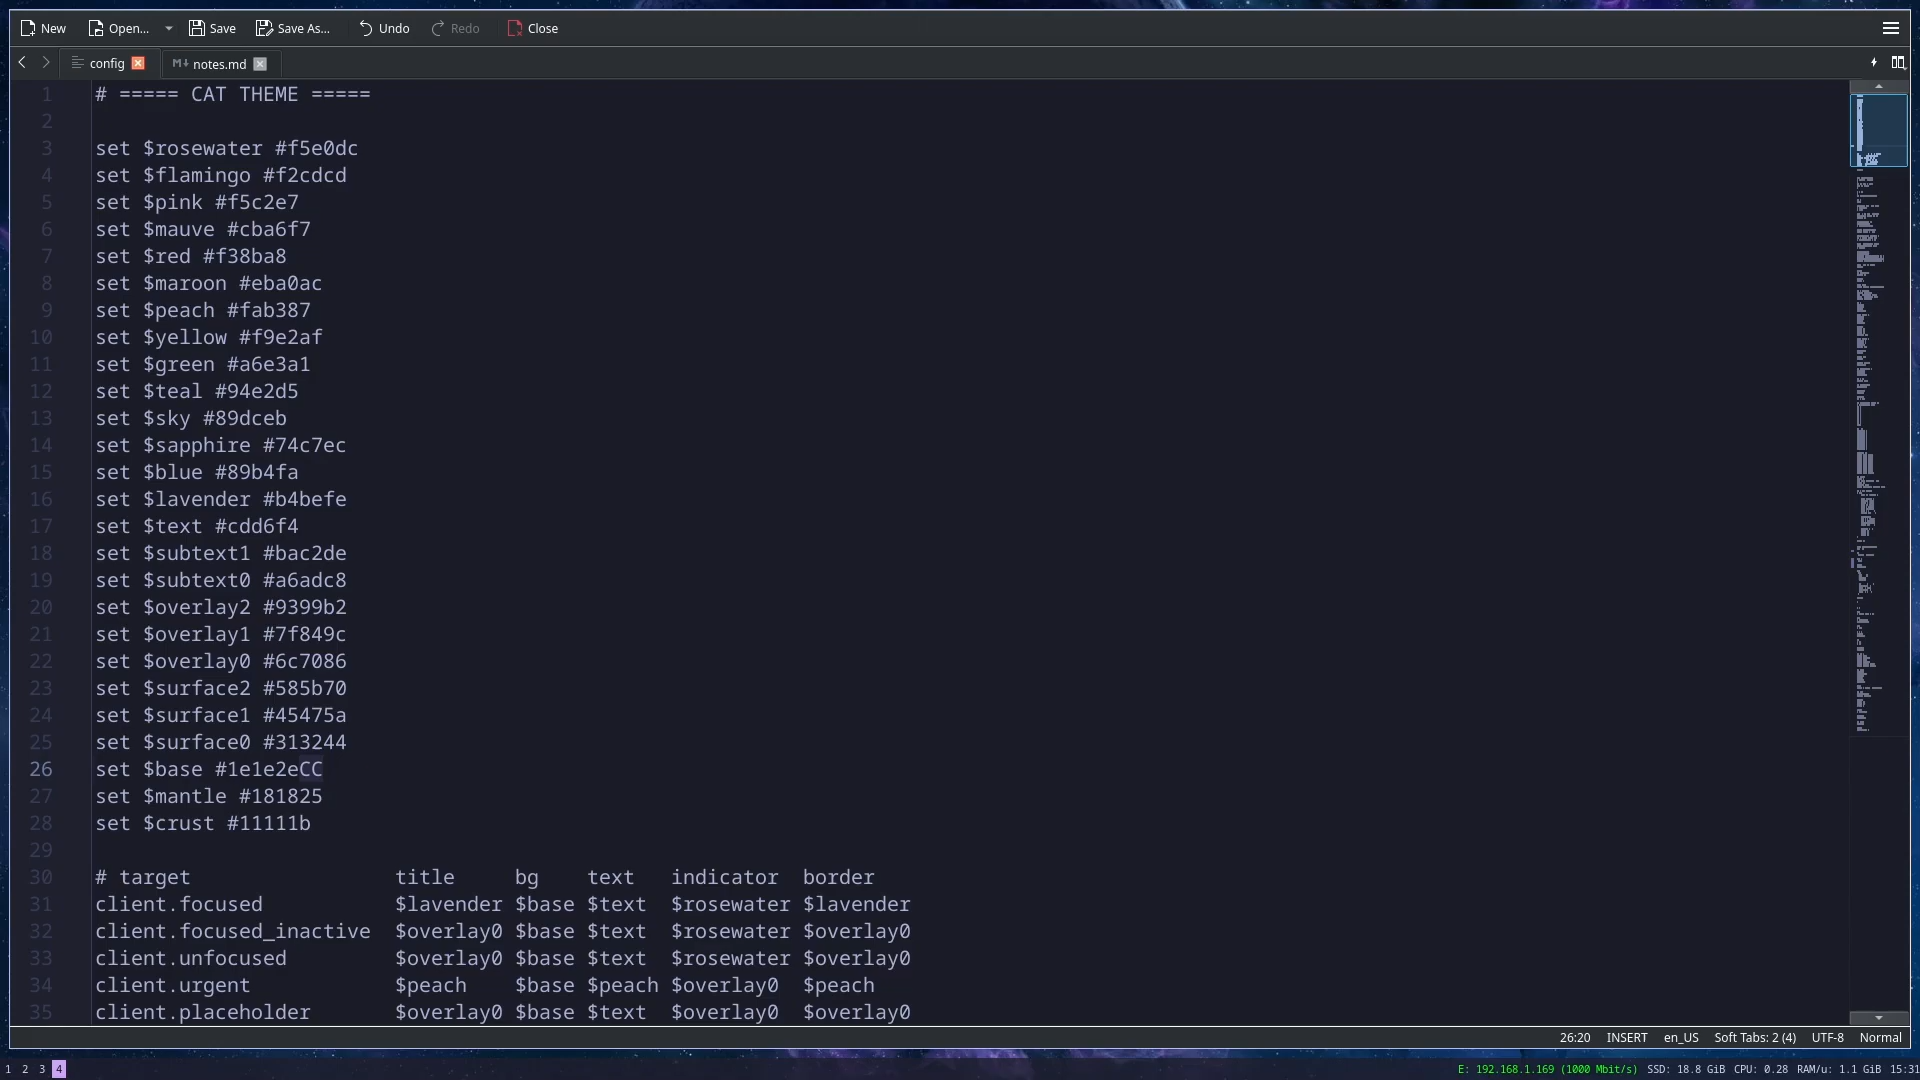 New Open... Save Save As... Undo Redo Close
config notes.md
1 # ===== CAT THEME =====
2
3 set $rosewater #f5e0dc
4 set $flamingo #f2cdcd
5 set $pink #f5c2e7
6 set $mauve #cba6f7
7 set $red #f38ba8
8 set $maroon #eba0ac
9 set $peach #fab387
10 set $yellow #f9e2af
11 set $green #a6e3a1
12 set $teal #94e2d5
13 set $sky #89dceb
14 set $sapphire #74c7ec
15 set $blue #89b4fa
16 set $lavender #b4befe
17 set $text #cdd6f4
18 set $subtext1 #bac2de
19 set $subtext0 #a6adc8
20 set $overlay2 #9399b2
21 set $overlay1 #7f849c
22 set $overlay0 #6c7086
23 set $surface2 #585b70
24 set $surface1 #45475a
25 set $surface0 #313244
26 set $base #1e1e2eCC
27 set $mantle #181825
28 set $crust #11111b
29
30 # target title bg text indicator border
31 client.focused $lavender $base $text $rosewater $lavender
32 client.focused_inactive $overlay0 $base $text $rosewater $overlay0
33 client.unfocused $overlay0 $base $text $rosewater $overlay0
34 client.urgent $peach $base $peach $overlay0 $peach
35 client.placeholder $overlay0 $base $text $overlay0 $overlay0
26:20 INSERT en_US Soft Tabs: 2 (4) UTF-8 Normal
1 2 3 4 E: 192.168.1.169 (1000 Mbit/s) SSD: 18.8 GiB CPU: 0.28 RAM/u: 1.1 GiB 15:31